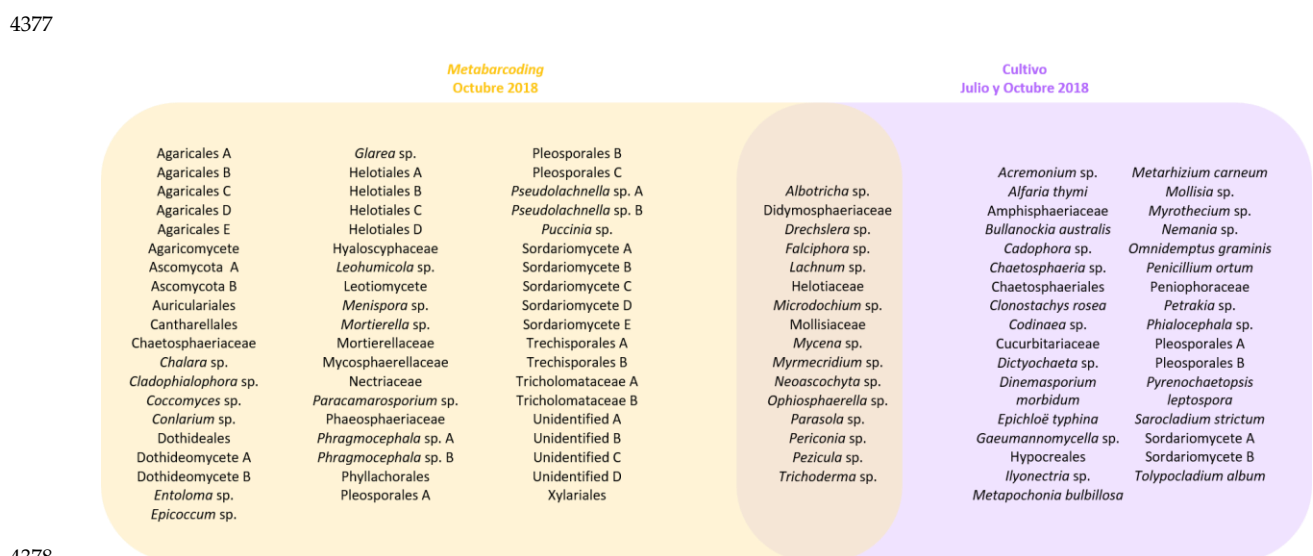 4377
Metabarcoding
Octubre 2018
Cultivo
Julio y Octubre 2018
Agaricales A
Agaricales B
Agaricales C
Agaricales D
Agaricales E
Agaricomycete
Ascomycota A
Ascomycota B
Auriculariales
Cantharellales
Chaetosphaeriaceae
Chalara sp.
Cladophialophora sp.
Coccomyces sp.
Conlarium sp.
Dothideales
Dothideomycete A
Dothideomycete B
Entoloma sp.
Epicoccum sp.
Glarea sp.
Helotiales A
Helotiales B
Helotiales C
Helotiales D
Hyaloscyphaceae
Leohumicola sp.
Leotiomycete
Menispora sp.
Mortierella sp.
Mortierellaceae
Mycosphaerellaceae
Nectriaceae
Paracamarosporium sp.
Phaeosphaeriaceae
Phragmocephala sp. A
Phragmocephala sp. B
Phyllachorales
Pleosporales A
Pleosporales B
Pleosporales C
Pseudolachnella sp. A
Pseudolachnella sp. B
Puccinia sp.
Sordariomycete A
Sordariomycete B
Sordariomycete C
Sordariomycete D
Sordariomycete E
Trechisporales A
Trechisporales B
Tricholomataceae A
Tricholomataceae B
Unidentified A
Unidentified B
Unidentified C
Unidentified D
Xylariales
Albotricha sp.
Didymosphaeriaceae
Drechslera sp.
Falciphora sp.
Lachnum sp.
Helotiaceae
Microdochium sp.
Mollisiaceae
Mycena sp.
Myrmecridium sp.
Neoascochyta sp.
Ophiosphaerella sp.
Parasola sp.
Periconia sp.
Pezicula sp.
Trichoderma sp.
Acremonium sp.
Alfaria thymi
Amphisphaeriaceae
Bullanockia australis
Cadophora sp.
Chaetosphaeria sp.
Chaetosphaeriales
Clonostachys rosea
Codinaea sp.
Cucurbitariaceae
Dictyochaeta sp.
Dinemasporium
morbidum
Epichloë typhina
Gaeumannomycella sp.
Hypocreales
Ilyonectria sp.
Metapochonia bulbillosa
Metarhizium carneum
Mollisia sp.
Myrothecium sp.
Nemania sp.
Omnidemptus graminis
Penicillium ortum
Peniophoraceae
Petrakia sp.
Phialocephala sp.
Pleosporales A
Pleosporales B
Pyrenochaetopsis
leptospora
Sarocladium strictum
Sordariomycete A
Sordariomycete B
Tolypocladium album